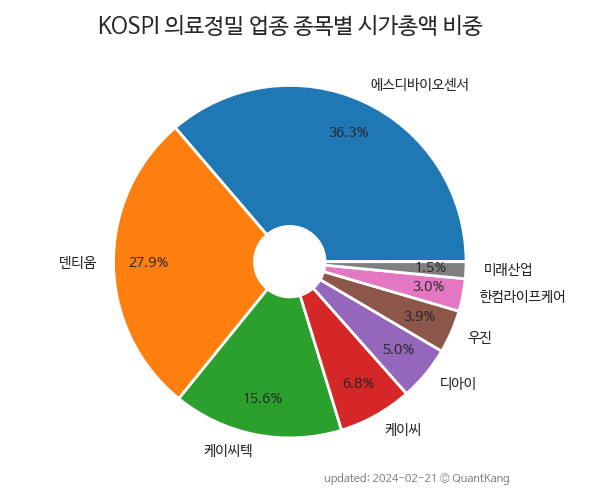 KOSPI 의료정밀 업종 종목별 시가총액 비중
에스디바이오센서
36.3%
덴티움
27.9%
케이씨텍
15.6%
케이씨
6.8%
디아이
5.0%
우진
3.9%
한컴라이프케어
3.0%
미래산업
1.5%
updated: 2024-02-21 © QuantKang